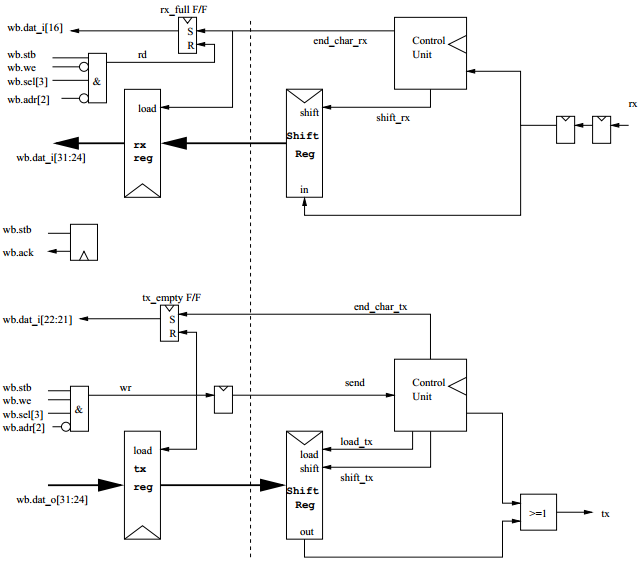 rx_full F/F
wb.dat_i[16]
S
R
end_char_rx
Control
Unit
wb.stb
wb.we
wb.sel[3]
wb.adr[2]
&
rd
load
rx
reg
shift
Shift
Reg
in
shift_rx
rx
wb.dat_i[31:24]
wb.stb
wb.ack
tx_empty F/F
wb.dat_i[22:21]
S
R
end_char_tx
Control
Unit
wb.stb
wb.we
wb.sel[3]
wb.adr[2]
&
wr
send
load
tx
reg
load
shift
Shift
Reg
out
load_tx
shift_tx
wb.dat_o[31:24]
>=1
tx